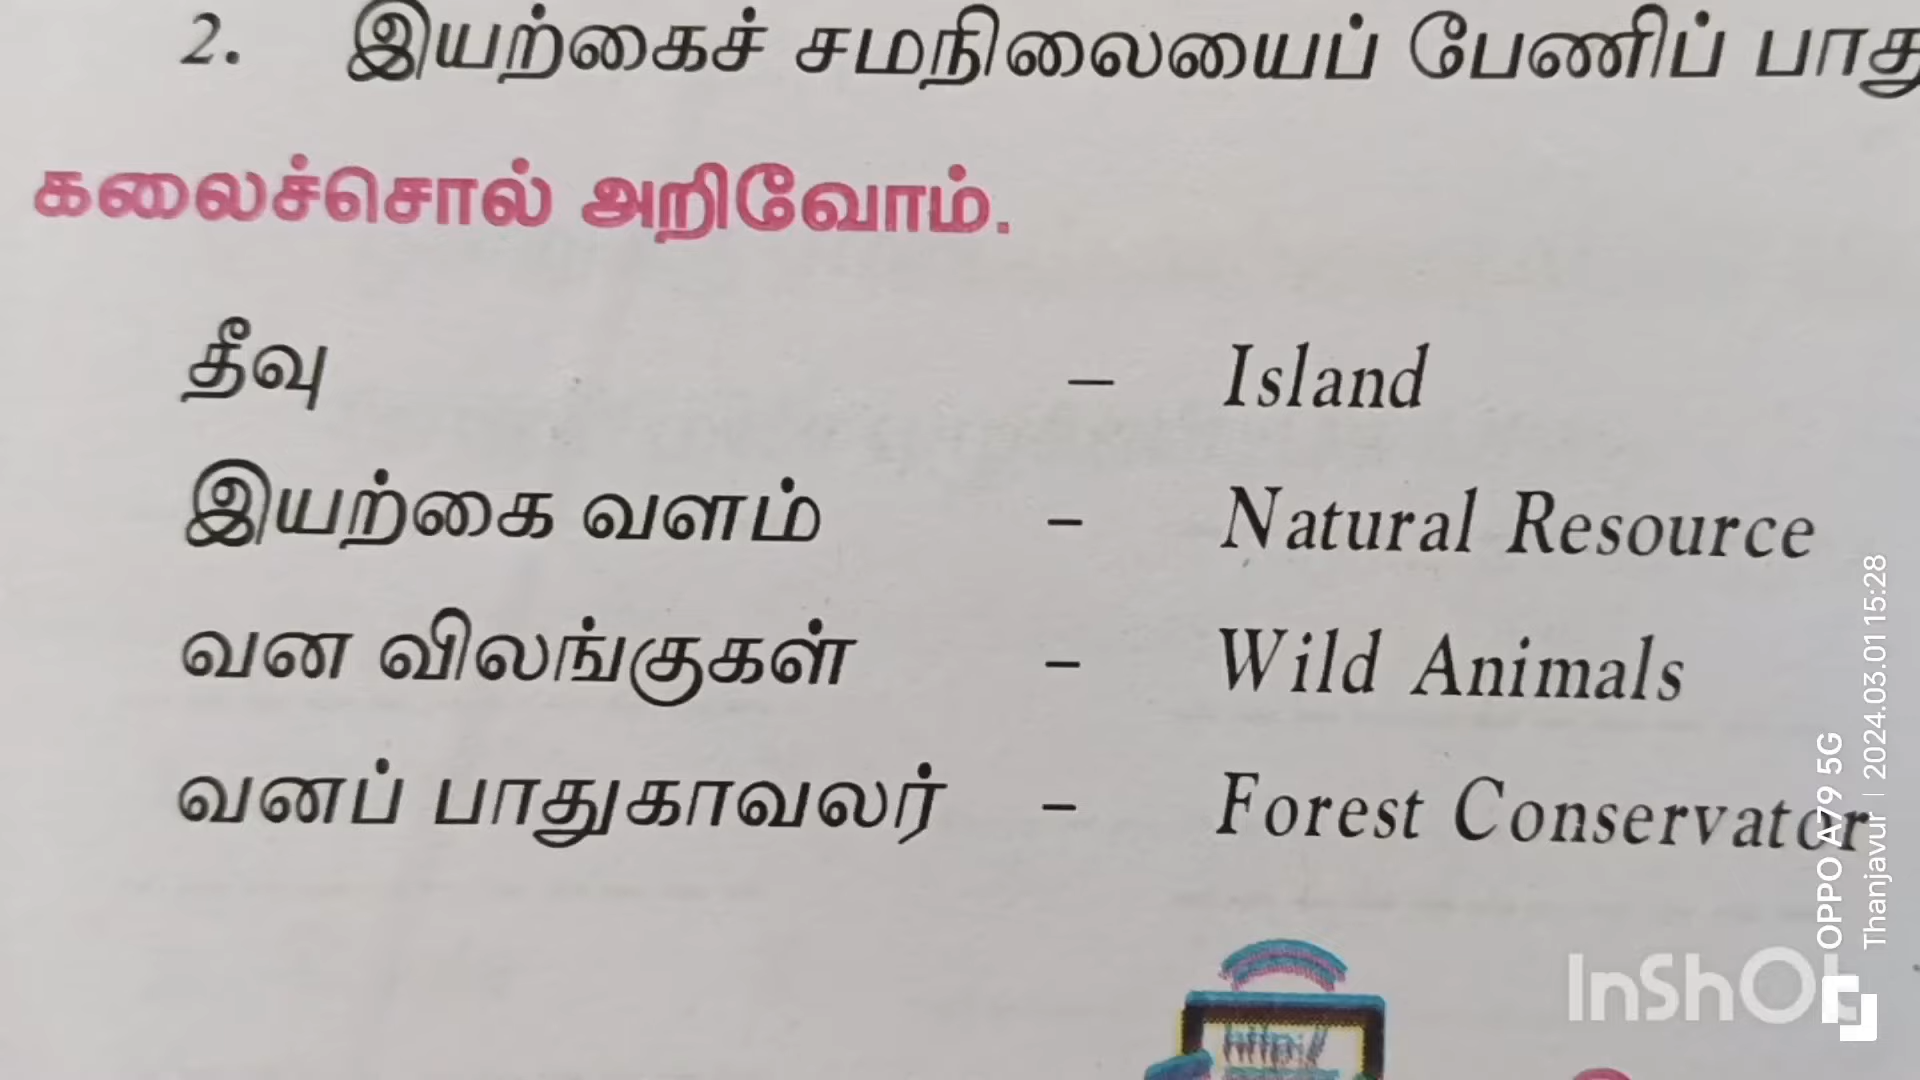 2. இயற்கைச் சமநிலையைப் பேணிப்
கலைச்சொல் அறிவோம்.
தீவு – Island
இயற்கை வளம் – Natural Resource
வன விலங்குகள் – Wild Animals
வனப் பாதுகாவலர் – Forest Conservator
OPPO A79 5G
Thanjavur | 2024.03.01 15:28
InShOt